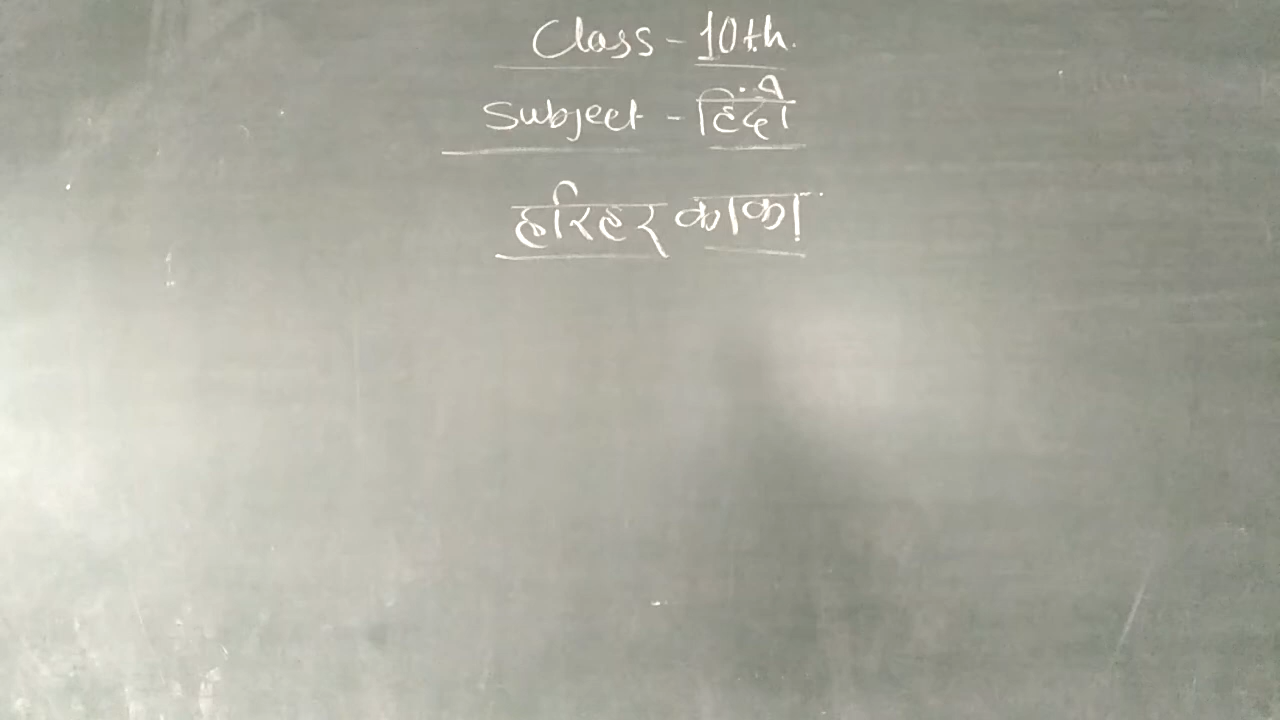 Class - 10th.
Subject - हिंदी
हरिहर काका